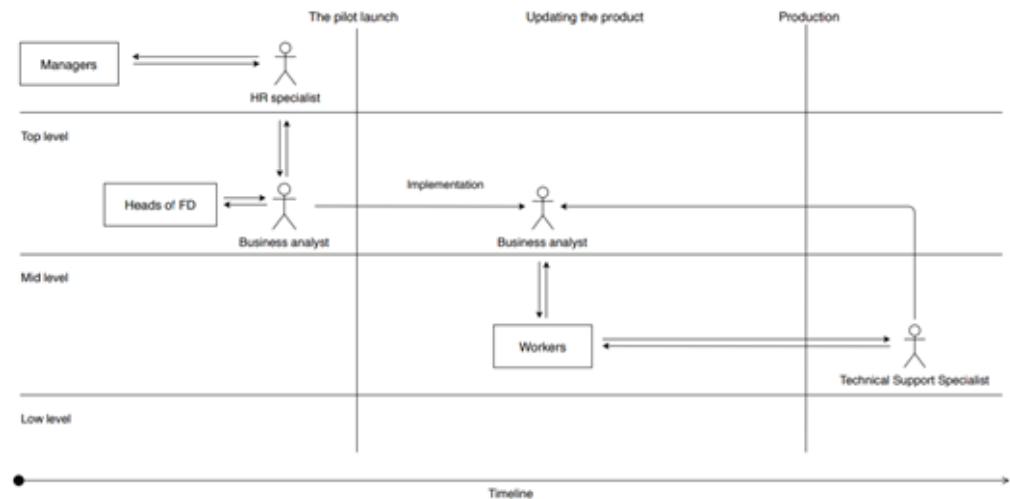 The pilot launch
Updating the product
Production
Managers
HR specialist
Top level
Implementation
Heads of FD
Business analyst
Business analyst
Mid level
Workers
Technical Support Specialist
Low level
Timeline